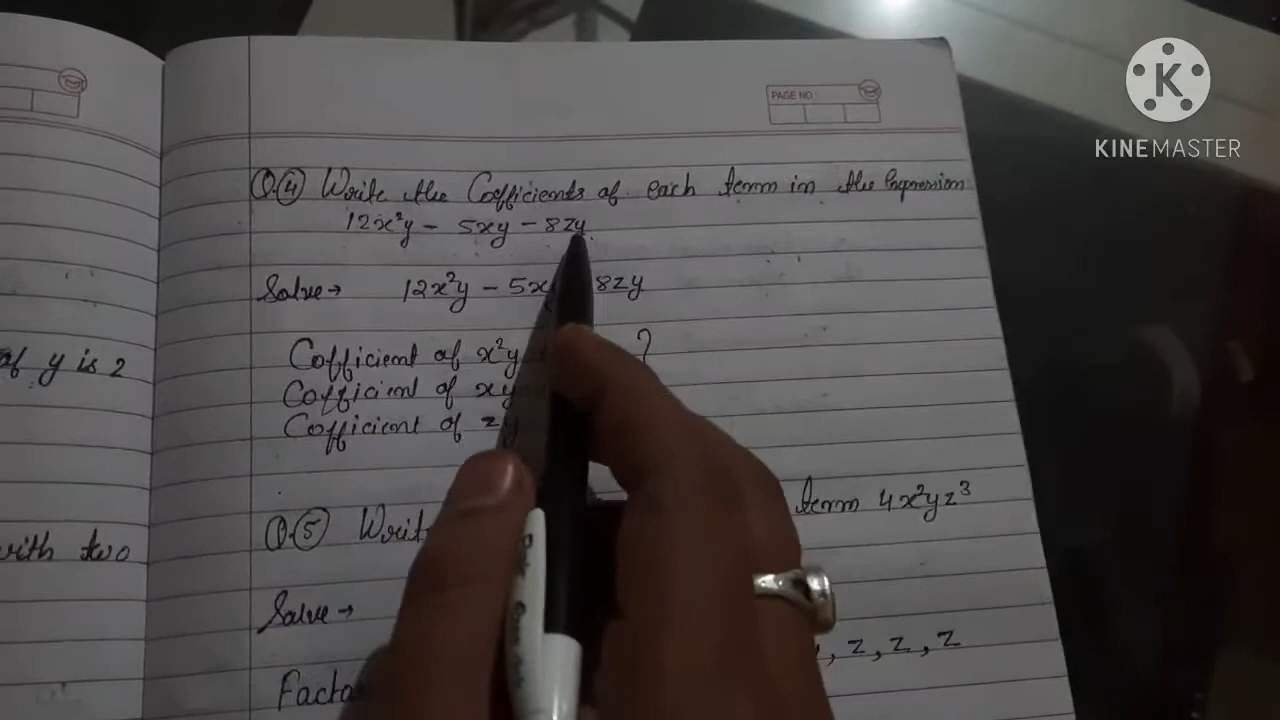 PAGE NO :
K
KINEMASTER
Q.④ Write the Cofficients of each term in the Expression
12x²y - 5xy - 8zy.
Solve→ 12x²y - 5x 8zy
Cofficient of x²y
Cofficient of xy
Cofficient of zy
of y is 2
Q.⑤ Writ term 4x²yz³
with two
Solve→
, z, z, z
Facto